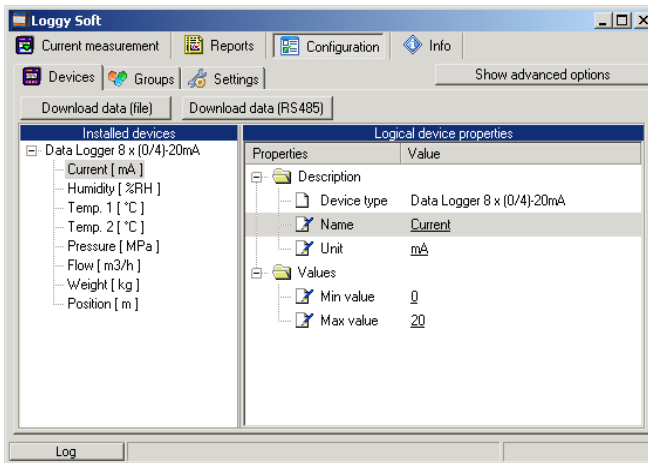 Loggy Soft
Current measurement Reports Configuration Info
Devices Groups Settings Show advanced options
Download data (file) Download data (RS485)
Installed devices
Data Logger 8 x (0/4)-20mA
Current [ mA ]
Humidity [ %RH ]
Temp. 1 [ °C ]
Temp. 2 [ °C ]
Pressure [ MPa ]
Flow [ m3/h ]
Weight [ kg ]
Position [ m ]
Logical device properties
Properties Value
Description
Device type Data Logger 8 x (0/4)-20mA
Name Current
Unit mA
Values
Min value 0
Max value 20
Log